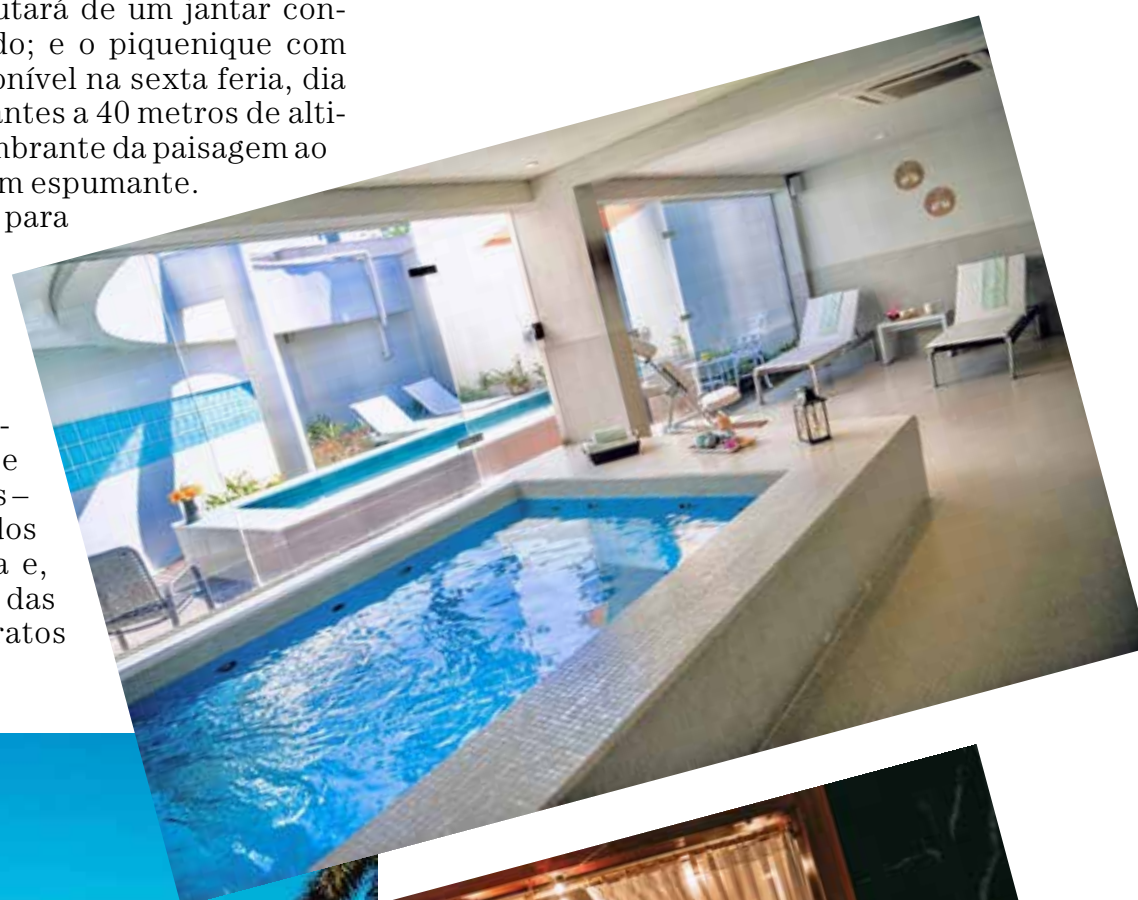 utará de um jantar con-
do; e o piquenique com
onível na sexta feria, dia
antes a 40 metros de alti-
mbrante da paisagem ao
m espumante.
para
-
e
s–
los
a e,
das
ratos